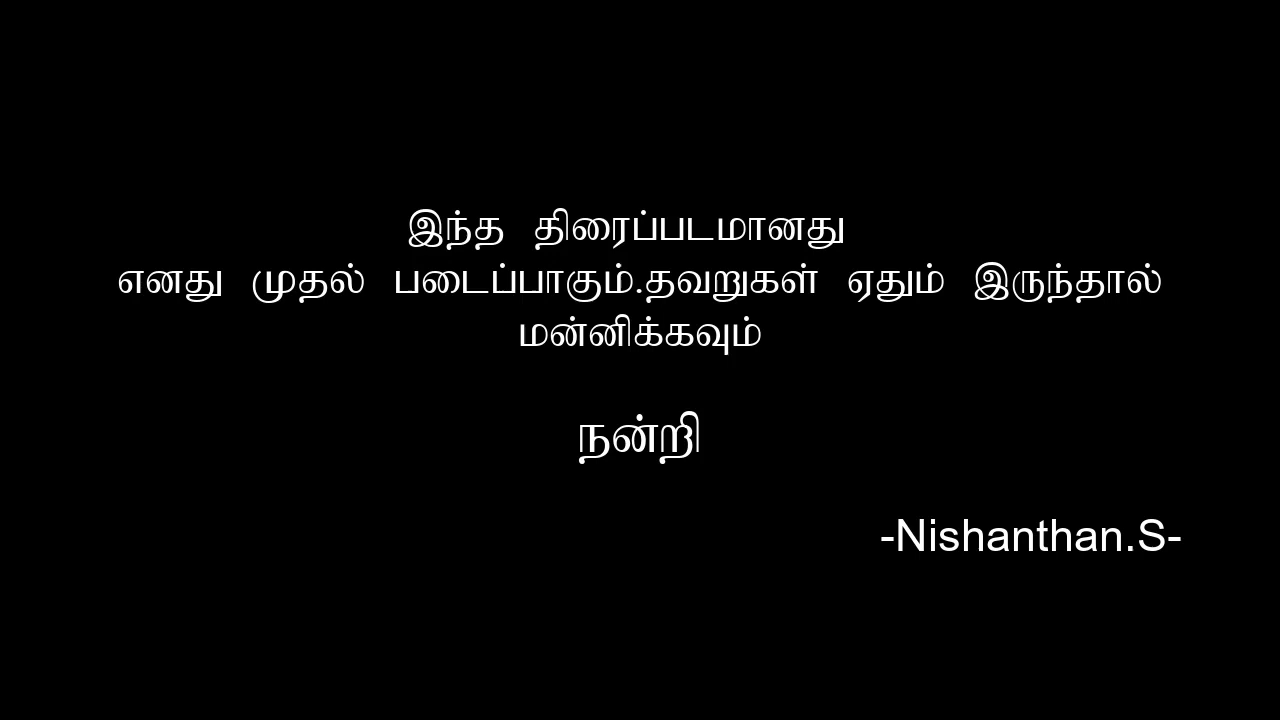 இந்த திரைப்படமானது
எனது முதல் படைப்பாகும்.தவறுகள் ஏதும் இருந்தால்
மன்னிக்கவும்
நன்றி
-Nishanthan.S-